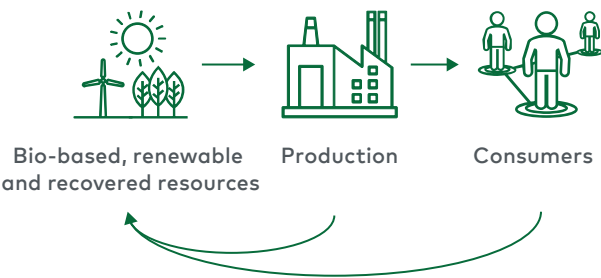 Bio-based, renewable
and recovered resources
Production
Consumers